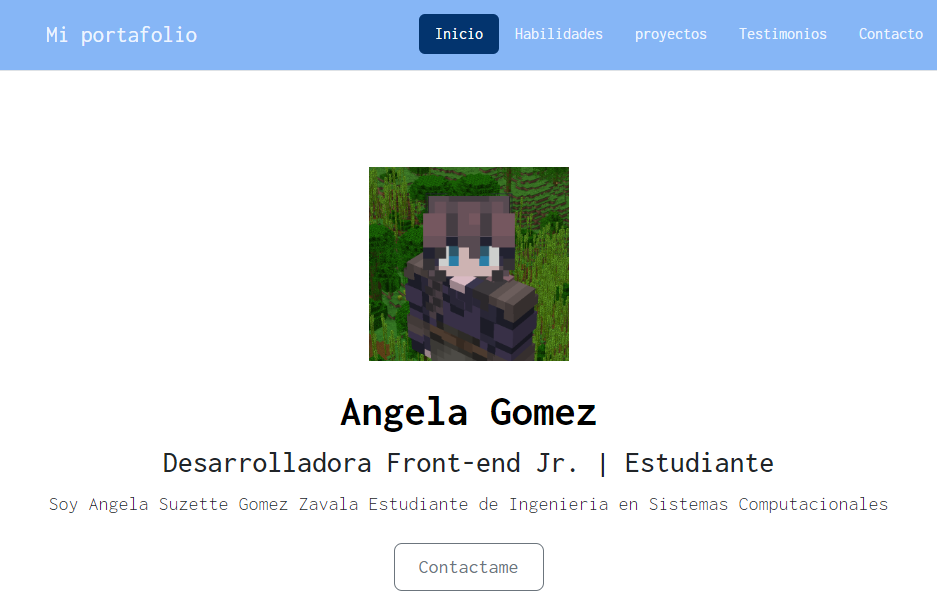 Mi portafolio
Inicio
Habilidades
proyectos
Testimonios
Contacto
Angela Gomez
Desarrolladora Front-end Jr. | Estudiante
Soy Angela Suzette Gomez Zavala Estudiante de Ingenieria en Sistemas Computacionales
Contactame